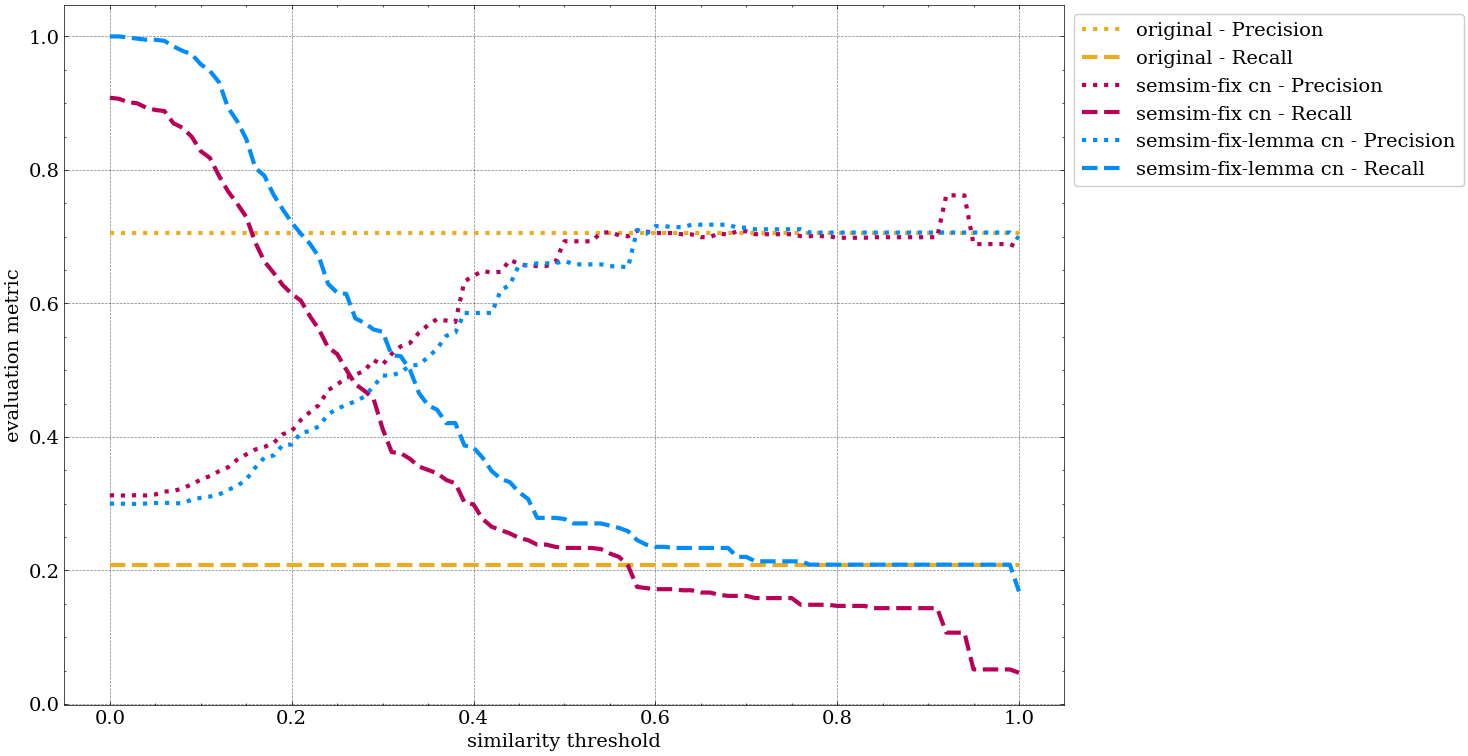 1.0
0.8
0.6
0.4
0.2
0.0
evaluation metric
0.0 0.2 0.4 0.6 0.8 1.0
similarity threshold
original - Precision
original - Recall
semsim-fix cn - Precision
semsim-fix cn - Recall
semsim-fix-lemma cn - Precision
semsim-fix-lemma cn - Recall